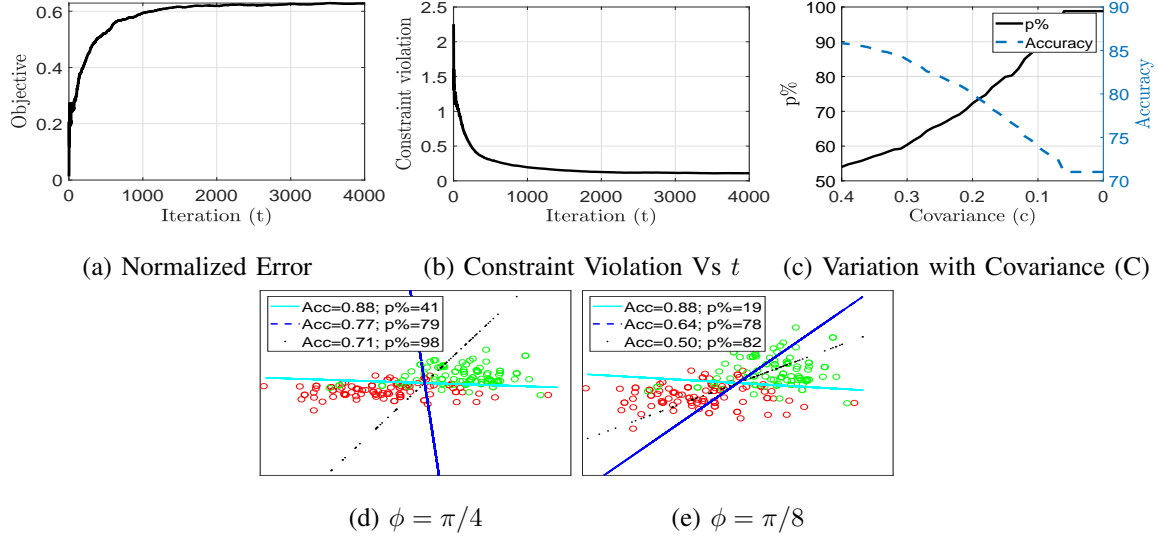 Objective
0.6
0.4
0.2
0
0
1000
2000
3000
4000
Iteration (t)
Constraint violation
2.5
2
1.5
1
0.5
0
0
1000
2000
3000
4000
Iteration (t)
p%
100
90
80
70
60
50
p%
Accuracy
90
85
80
75
70
Accuracy
0.4
0.3
0.2
0.1
0
Covariance (c)
(a) Normalized Error
(b) Constraint Violation Vs t
(c) Variation with Covariance (C)
Acc=0.88; p%=41
Acc=0.77; p%=79
Acc=0.71; p%=98
Acc=0.88; p%=19
Acc=0.64; p%=78
Acc=0.50; p%=82
(d) ϕ = π/4
(e) ϕ = π/8